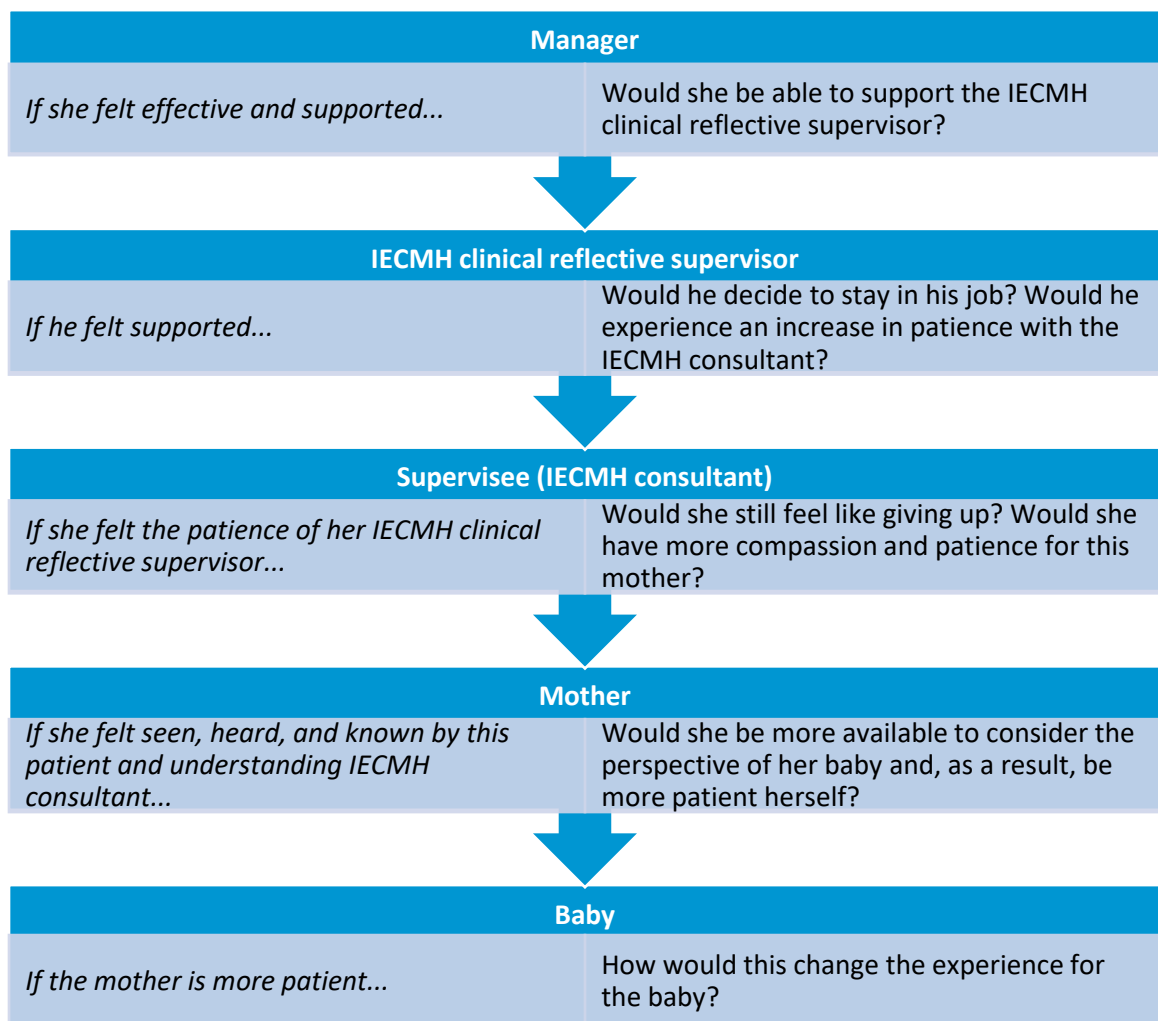 Manager
If she felt effective and supported...
Would she be able to support the IECMH
clinical reflective supervisor?
IECMH clinical reflective supervisor
If he felt supported...
Would he decide to stay in his job? Would he
experience an increase in patience with the
IECMH consultant?
Supervisee (IECMH consultant)
If she felt the patience of her IECMH clinical
reflective supervisor...
Would she still feel like giving up? Would she
have more compassion and patience for this
mother?
Mother
If she felt seen, heard, and known by this
patient and understanding IECMH
consultant...
Would she be more available to consider the
perspective of her baby and, as a result, be
more patient herself?
Baby
If the mother is more patient...
How would this change the experience for
the baby?